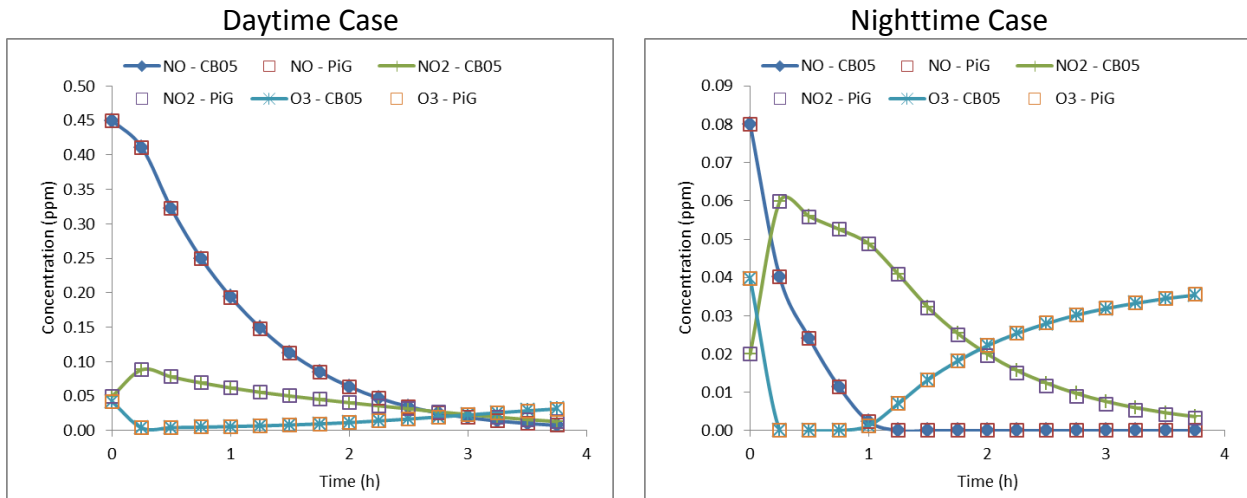 Daytime Case
NO - CB05 NO - PiG NO2 - CB05
NO2 - PiG O3 - CB05 O3 - PiG
0.50
0.45
0.40
0.35
0.30
0.25
0.20
0.15
0.10
0.05
0.00
Concentration (ppm)
0 1 2 3 4
Time (h)
Nighttime Case
NO - CB05 NO - PiG NO2 - CB05
NO2 - PiG O3 - CB05 O3 - PiG
0.09
0.08
0.07
0.06
0.05
0.04
0.03
0.02
0.01
0.00
Concentration (ppm)
0 1 2 3 4
Time (h)